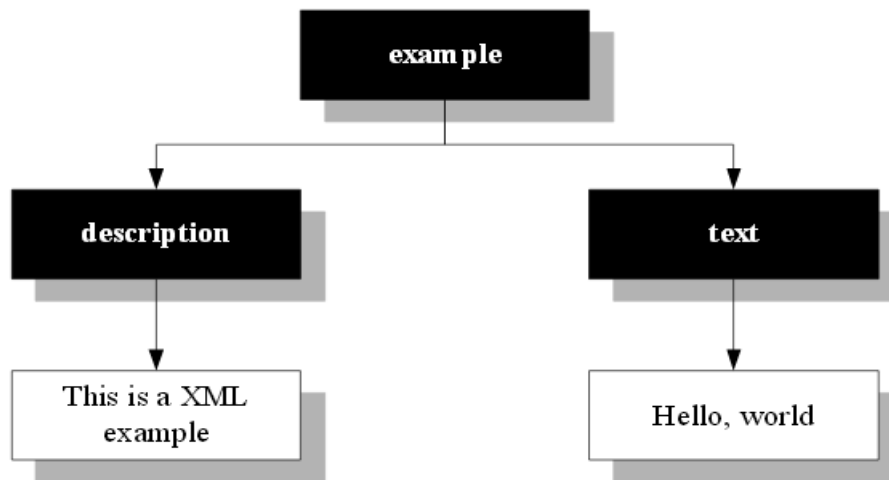 example
description
text
This is a XML
example
Hello, world